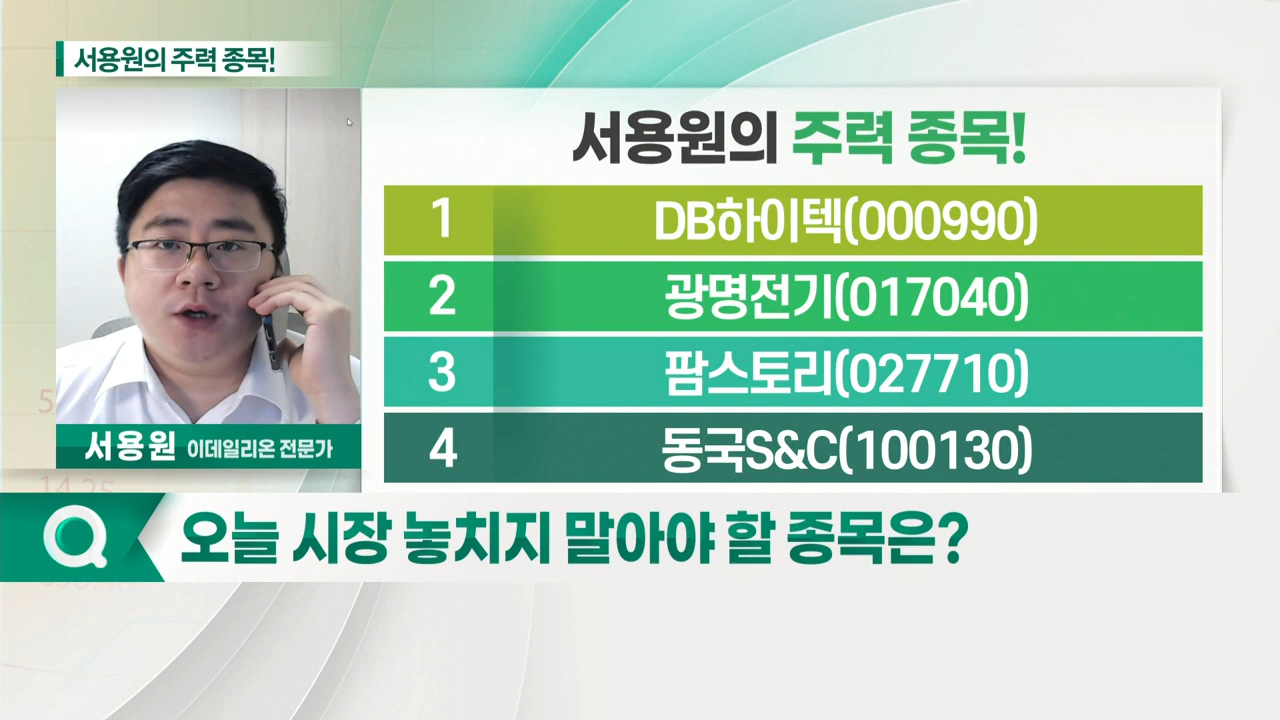 서용원의 주력 종목!
서용원의 주력 종목!
1 DB하이텍(000990)
2 광명전기(017040)
3 팜스토리(027710)
4 동국S&C(100130)
서용원 이데일리온 전문가
Q 오늘 시장 놓치지 말아야 할 종목은?